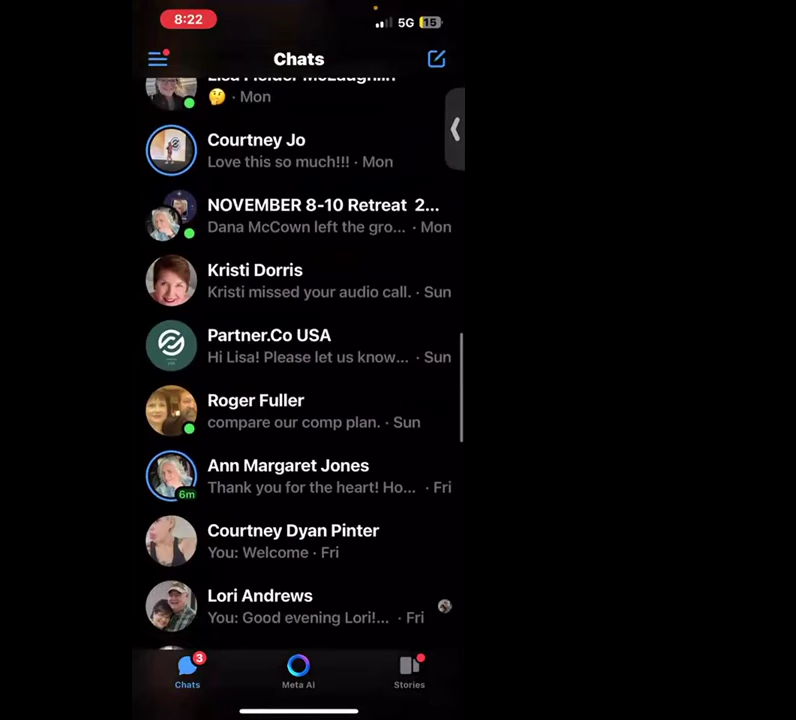 8:22
5G 15
Chats
Lisa Fielder McLaughlin
🤔 · Mon
Courtney Jo
Love this so much!!! · Mon
NOVEMBER 8-10 Retreat 2...
Dana McCown left the gro... · Mon
Kristi Dorris
Kristi missed your audio call. · Sun
Partner.Co USA
Hi Lisa! Please let us know... · Sun
Roger Fuller
compare our comp plan. · Sun
Ann Margaret Jones
6m
Thank you for the heart! Ho... · Fri
Courtney Dyan Pinter
You: Welcome · Fri
Lori Andrews
You: Good evening Lori!... · Fri
3
Chats
Meta AI
Stories